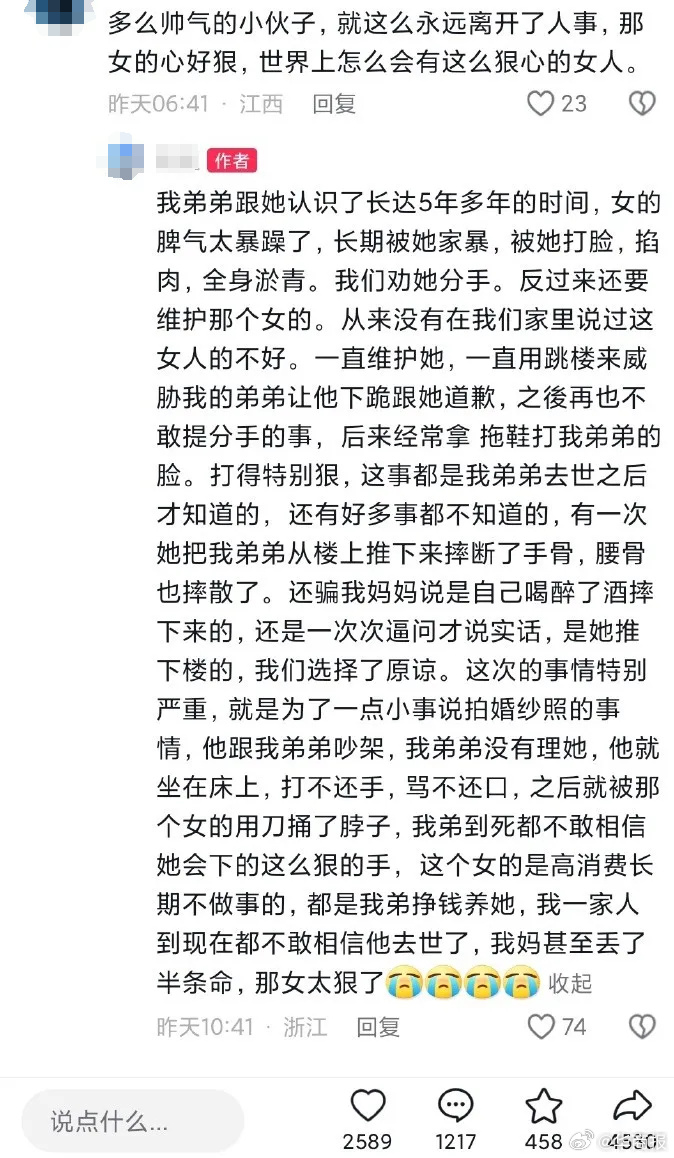 多么帅气的小伙子，就这么永远离开了人事，那
女的心好狠，世界上怎么会有这么狠心的女人。
昨天06:41 · 江西 回复 23
作者
我弟弟跟她认识了长达5年多年的时间，女的
脾气太暴躁了，长期被她家暴，被她打脸，掐
肉，全身淤青。我们劝她分手。反过来还要
维护那个女的。从来没有在我们家里说过这
女人的不好。一直维护她，一直用跳楼来威
胁我的弟弟让他下跪跟她道歉，之後再也不
敢提分手的事，后来经常拿 拖鞋打我弟弟的
脸。打得特别狠，这事都是我弟弟去世之后
才知道的，还有好多事都不知道的，有一次
她把我弟弟从楼上推下来摔断了手骨，腰骨
也摔散了。还骗我妈妈说是自己喝醉了酒摔
下来的，还是一次次逼问才说实话，是她推
下楼的，我们选择了原谅。这次的事情特别
严重，就是为了一点小事说拍婚纱照的事
情，他跟我弟弟吵架，我弟弟没有理她，他就
坐在床上，打不还手，骂不还口，之后就被那
个女的用刀捅了脖子，我弟到死都不敢相信
她会下的这么狠的手，这个女的是高消费长
期不做事的，都是我弟挣钱养她，我一家人
到现在都不敢相信他去世了，我妈甚至丢了
半条命，那女太狠了😭😭😭😭 收起
昨天10:41 · 浙江 回复 74
说点什么...
2589 1217 458